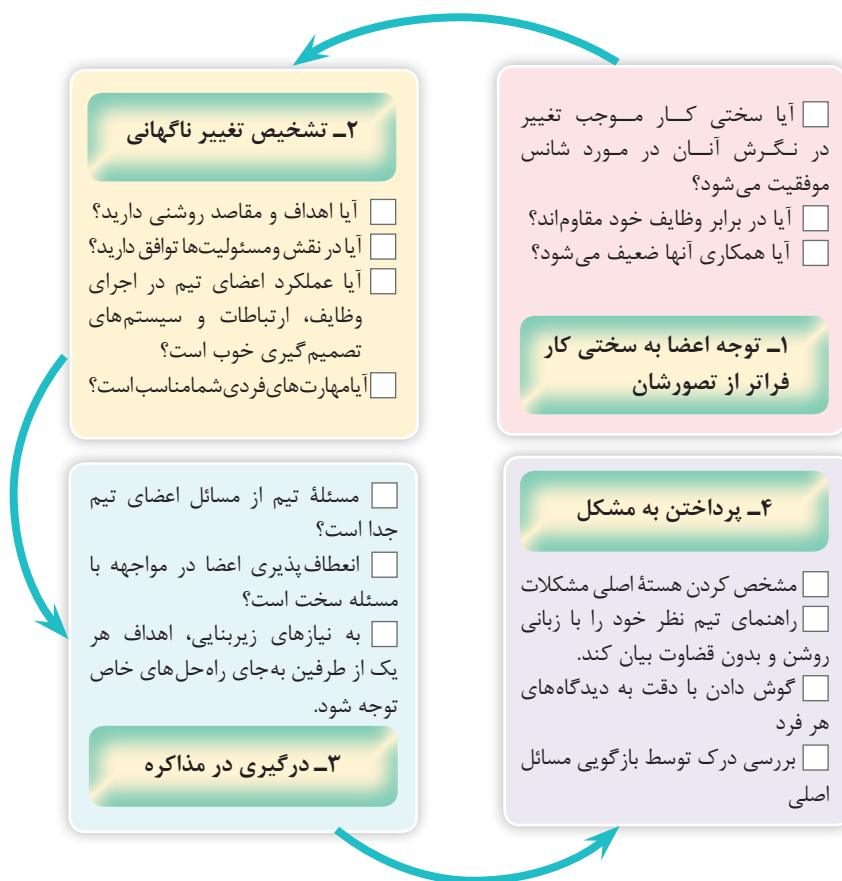 آیا سختی کار موجب تغییر
در نگرش آنان در مورد شانس
موفقیت می‌شود؟
آیا در برابر وظایف خود مقاوم‌اند؟
آیا همکاری آنها ضعیف می‌شود؟
۱ـ توجه اعضا به سختی کار
فراتر از تصورشان
۲ـ تشخیص تغییر ناگهانی
آیا اهداف و مقاصد روشنی دارید؟
آیا در نقش ومسئولیت‌ها توافق دارید؟
آیا عملکرد اعضای تیم در اجرای
وظایف، ارتباطات و سیستم‌های
تصمیم گیری خوب است؟
آیا مهارت‌های فردی شما مناسب است؟
مسئلهٔ تیم از مسائل اعضای تیم
جدا است؟
انعطاف‌پذیری اعضا در مواجهه با
مسئله سخت است؟
به نیازهای زیربنایی، اهداف هر
یک از طرفین به‌جای راه‌حل‌های خاص
توجه شود.
۳ـ درگیری در مذاکره
۴ـ پرداختن به مشکل
مشخص کردن هستهٔ اصلی مشکلات
راهنمای تیم نظر خود را با زبانی
روشن و بدون قضاوت بیان کند.
گوش دادن با دقت به دیدگاه‌های
هر فرد
بررسی درک توسط بازگویی مسائل
اصلی